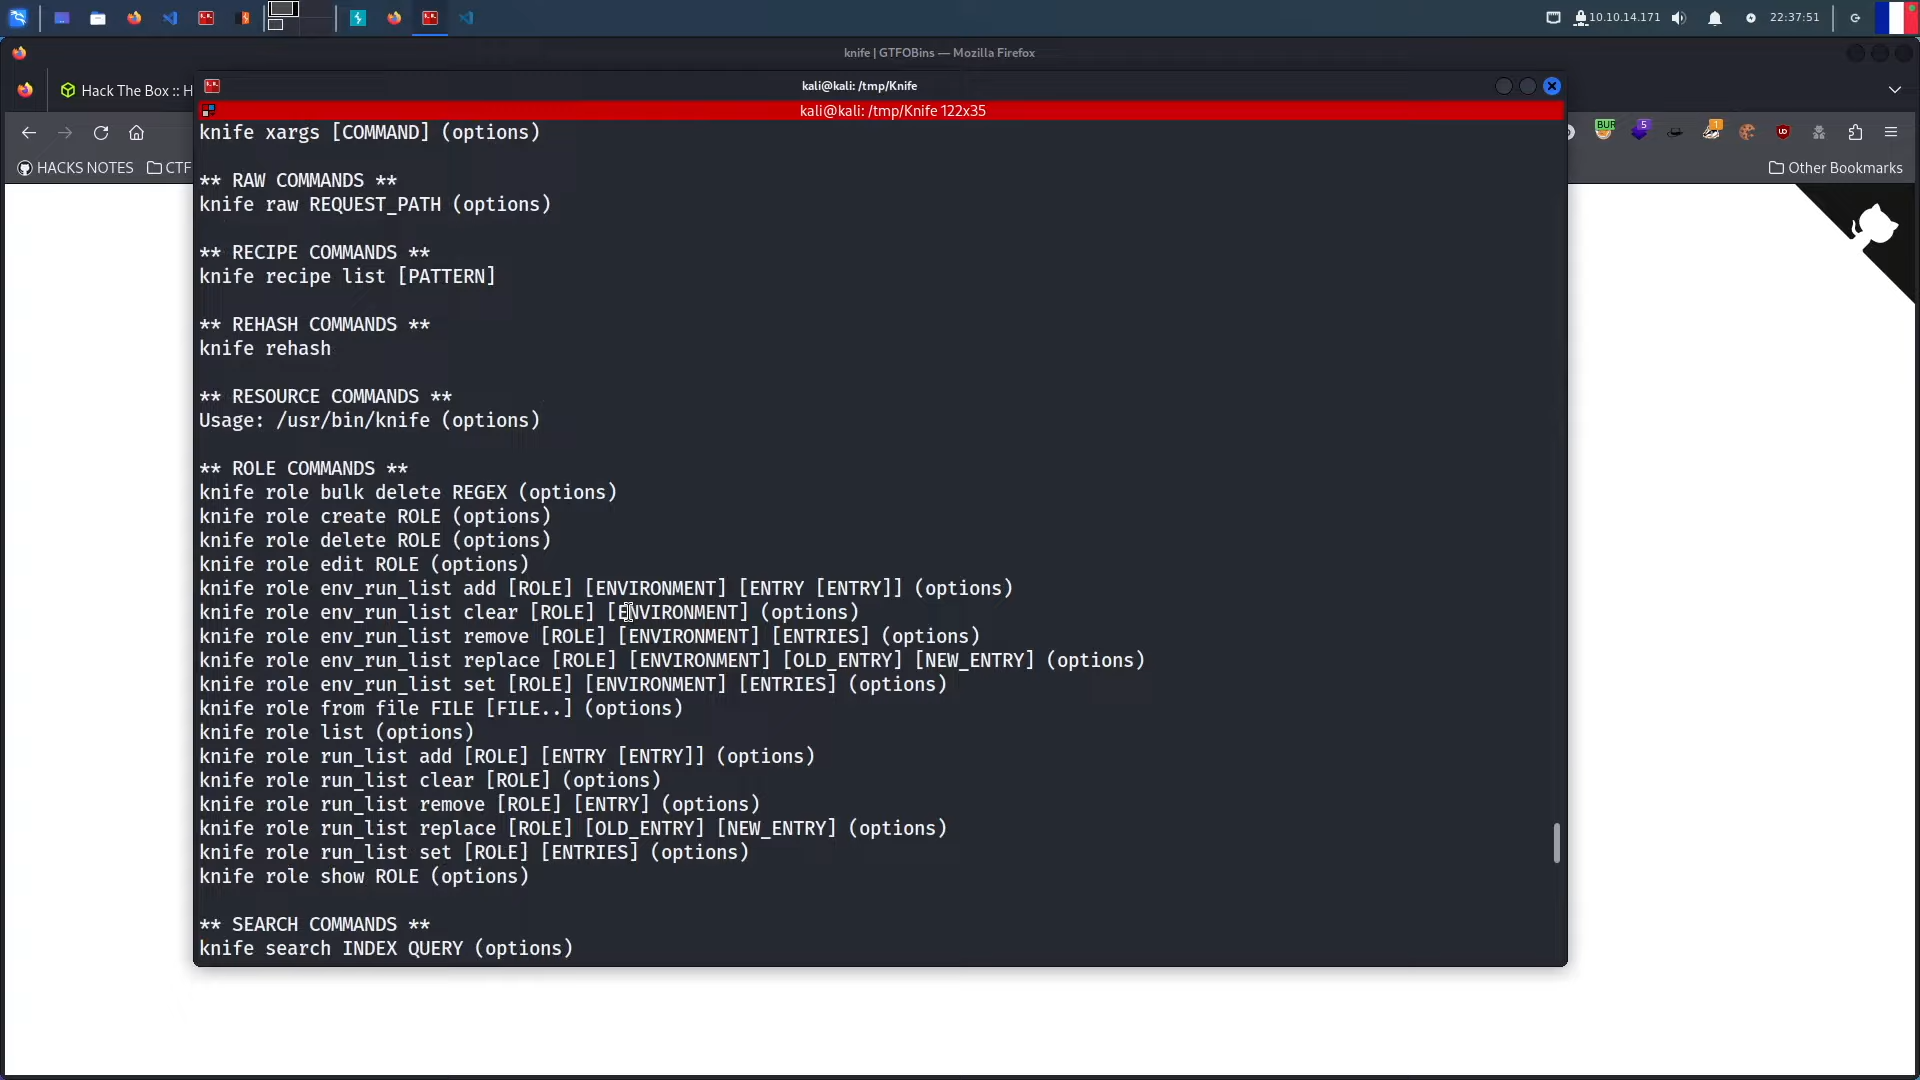 10.10.14.171
22:37:51
knife | GTFOBins — Mozilla Firefox
Hack The Box :: H
kali@kali: /tmp/Knife
kali@kali: /tmp/Knife 122x35
BUR
5
1
HACKS NOTES
CTF
Other Bookmarks
knife xargs [COMMAND] (options)
** RAW COMMANDS **
knife raw REQUEST_PATH (options)
** RECIPE COMMANDS **
knife recipe list [PATTERN]
** REHASH COMMANDS **
knife rehash
** RESOURCE COMMANDS **
Usage: /usr/bin/knife (options)
** ROLE COMMANDS **
knife role bulk delete REGEX (options)
knife role create ROLE (options)
knife role delete ROLE (options)
knife role edit ROLE (options)
knife role env_run_list add [ROLE] [ENVIRONMENT] [ENTRY [ENTRY]] (options)
knife role env_run_list clear [ROLE] [ENVIRONMENT] (options)
knife role env_run_list remove [ROLE] [ENVIRONMENT] [ENTRIES] (options)
knife role env_run_list replace [ROLE] [ENVIRONMENT] [OLD_ENTRY] [NEW_ENTRY] (options)
knife role env_run_list set [ROLE] [ENVIRONMENT] [ENTRIES] (options)
knife role from file FILE [FILE..] (options)
knife role list (options)
knife role run_list add [ROLE] [ENTRY [ENTRY]] (options)
knife role run_list clear [ROLE] (options)
knife role run_list remove [ROLE] [ENTRY] (options)
knife role run_list replace [ROLE] [OLD_ENTRY] [NEW_ENTRY] (options)
knife role run_list set [ROLE] [ENTRIES] (options)
knife role show ROLE (options)
** SEARCH COMMANDS **
knife search INDEX QUERY (options)